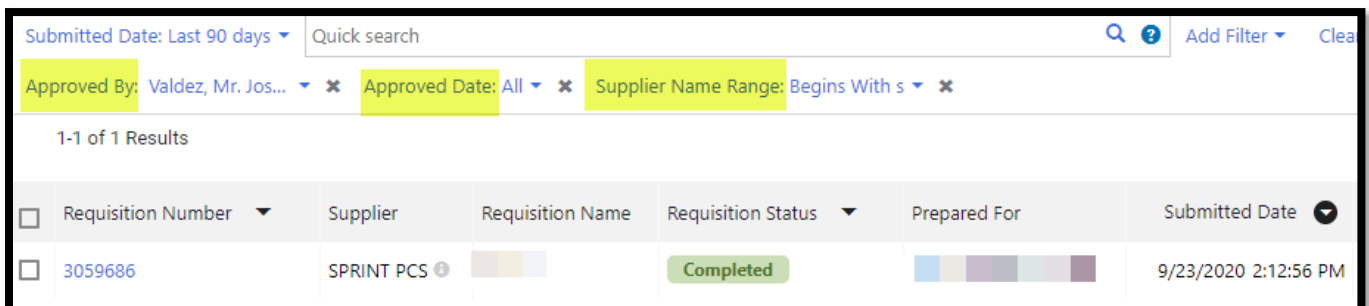 Submitted Date: Last 90 days Quick search Add Filter Clear
Approved By: Valdez, Mr. Jos... Approved Date: All Supplier Name Range: Begins With s
1-1 of 1 Results
Requisition Number Supplier Requisition Name Requisition Status Prepared For Submitted Date
3059686 SPRINT PCS Completed 9/23/2020 2:12:56 PM